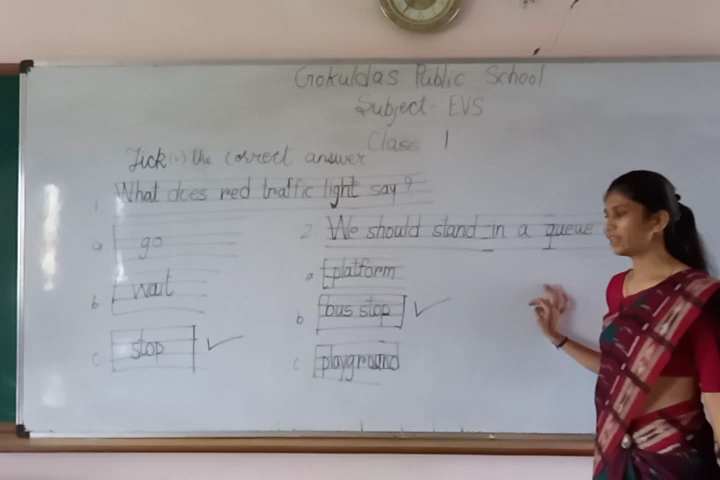 Gokuldas Public School
Subject- EVS
Class 1
Tick (✓) the correct answer
1 What does red traffic light say?
a go
b wait
c stop ✓
2 We should stand in a queue
a platform
b bus stop ✓
c playground